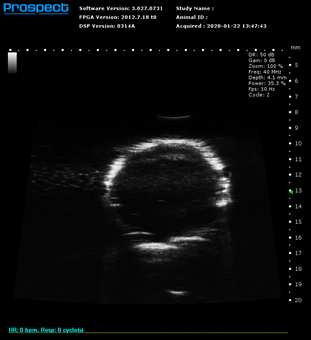 Prospect
Software Version: 3.027.0731
FPGA Version: 2012.7.18 t0
DSP Version: 0314A
Study Name :
Animal ID :
Acquired : 2020-01-22 13:47:43
mm
DR: 50 dB
Gain: 0 dB
Zoom: 100 %
Freq: 40 MHz
Depth: 4.1 mm
Power: 35.3 %
Fps: 10 Hz
Cycle: 2
5
6
7
8
9
10
11
12
13
14
15
16
17
18
19
20
HR: 0 bpm, Resp: 0 cycle(s)